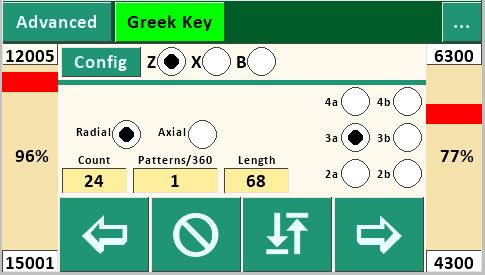 Advanced Greek Key ...
12005 Config Z X B 6300
4a 4b
Radial Axial 3a 3b
96% Count Patterns/360 Length 77%
24 1 68 2a 2b
15001 4300